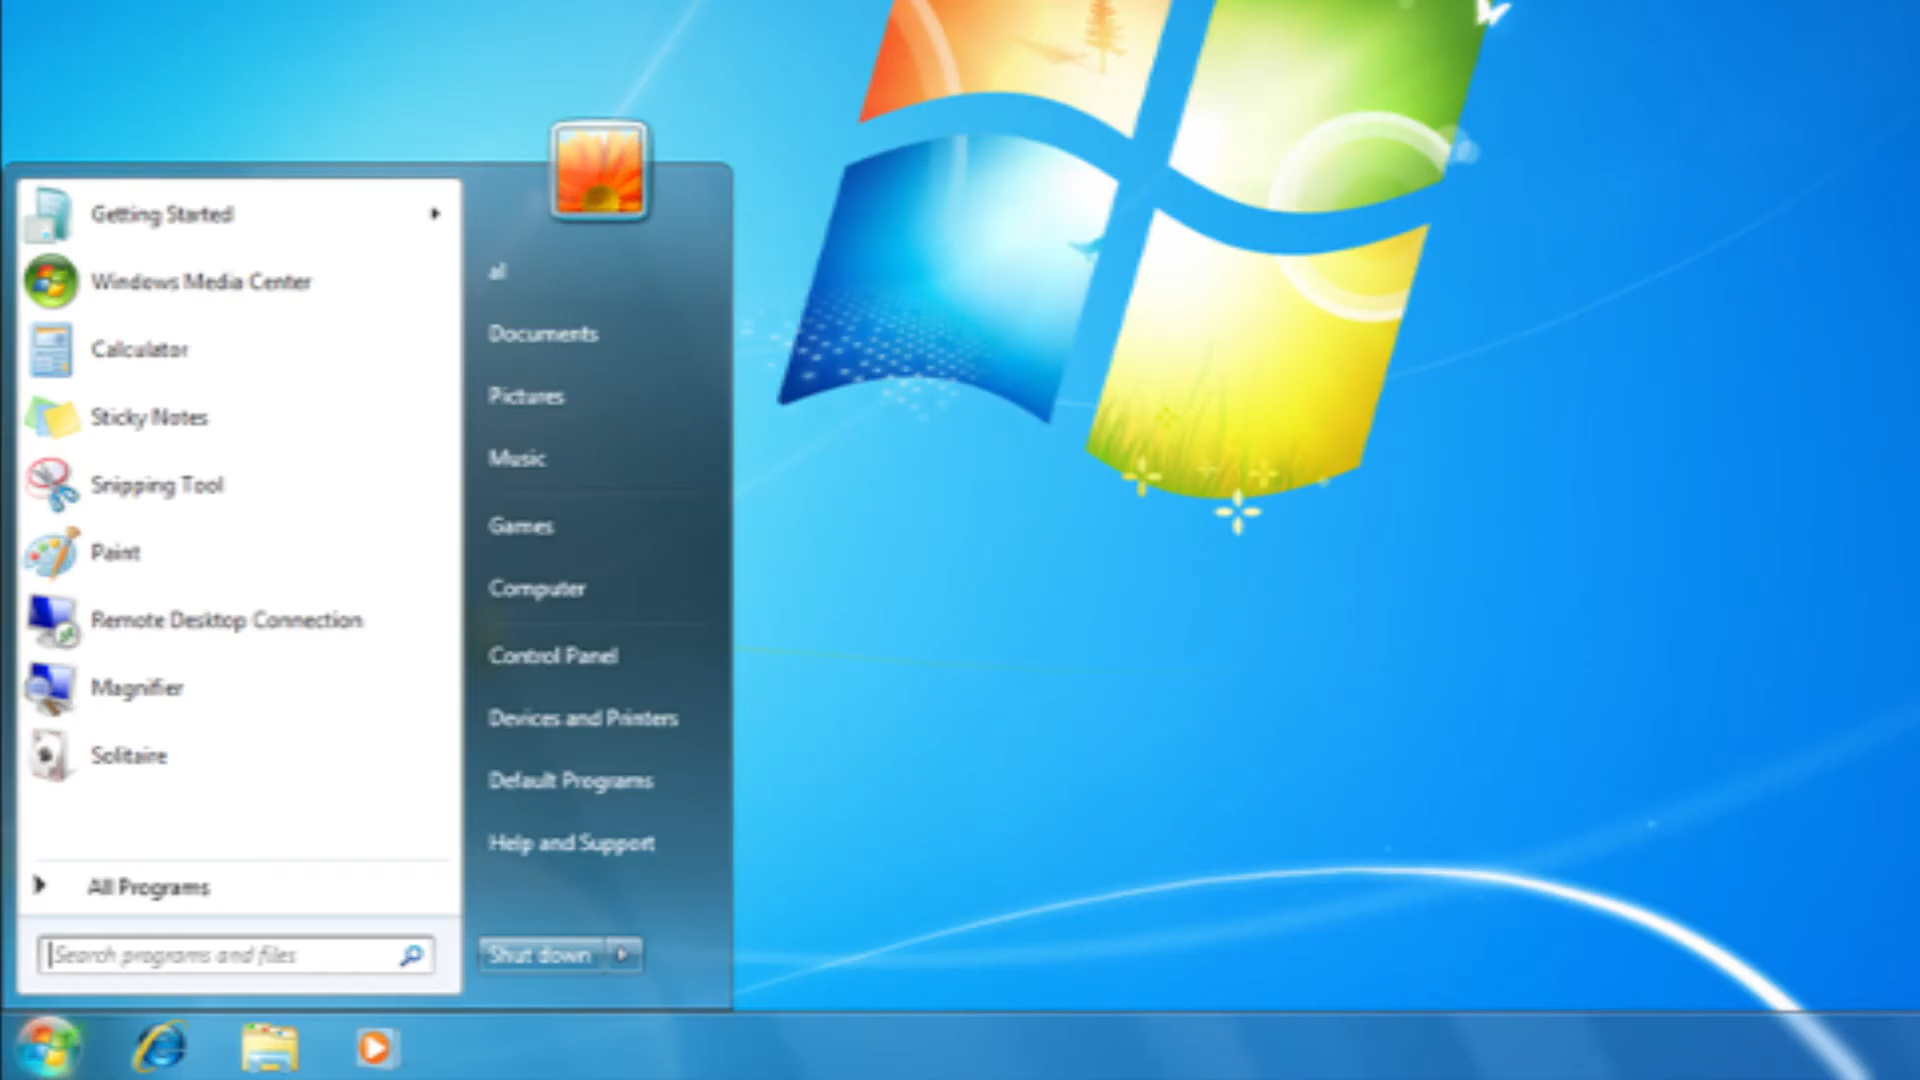 Getting Started
Windows Media Center
Calculator
Sticky Notes
Snipping Tool
Paint
Remote Desktop Connection
Magnifier
Solitaire
All Programs
Search programs and files
al
Documents
Pictures
Music
Games
Computer
Control Panel
Devices and Printers
Default Programs
Help and Support
Shut down